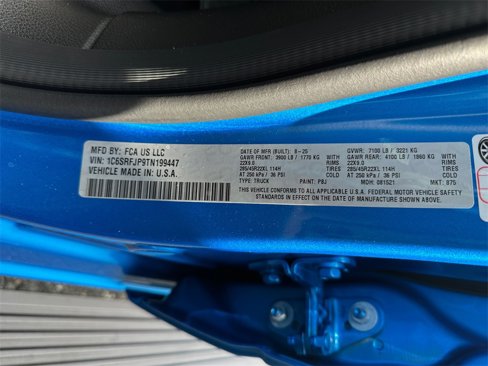 MFD BY: FCA US LLC
VIN: 1C6SRFJP9TN199447
VEHICLE MADE IN: U.S.A.
DATE OF MFR (BUILT): 8-25 GVWR: 7100 LB / 3221 KG
GAWR FRONT: 3900 LB / 1770 KG WITH GAWR REAR: 4100 LB / 1860 KG WITH
22X9.0 RIMS 22X9.0 RIMS
285/45R22XL 114H TIRES 285/45R22XL 114H TIRES
AT 250 kPa / 36 PSI COLD AT 250 kPa / 36 PSI COLD
TYPE: TRUCK PAINT: PBJ MDH: 081521 MKT: 875
THIS VEHICLE CONFORMS TO ALL APPLICABLE U.S.A. FEDERAL MOTOR VEHICLE SAFETY
STANDARDS IN EFFECT ON THE DATE OF MANUFACTURE SHOWN ABOVE.